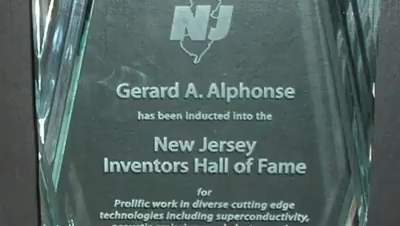 NJ
Gerard A. Alphonse
has been inducted into the
New Jersey
Inventors Hall of Fame
for
Prolific work in diverse cutting edge
technologies including superconductivity,